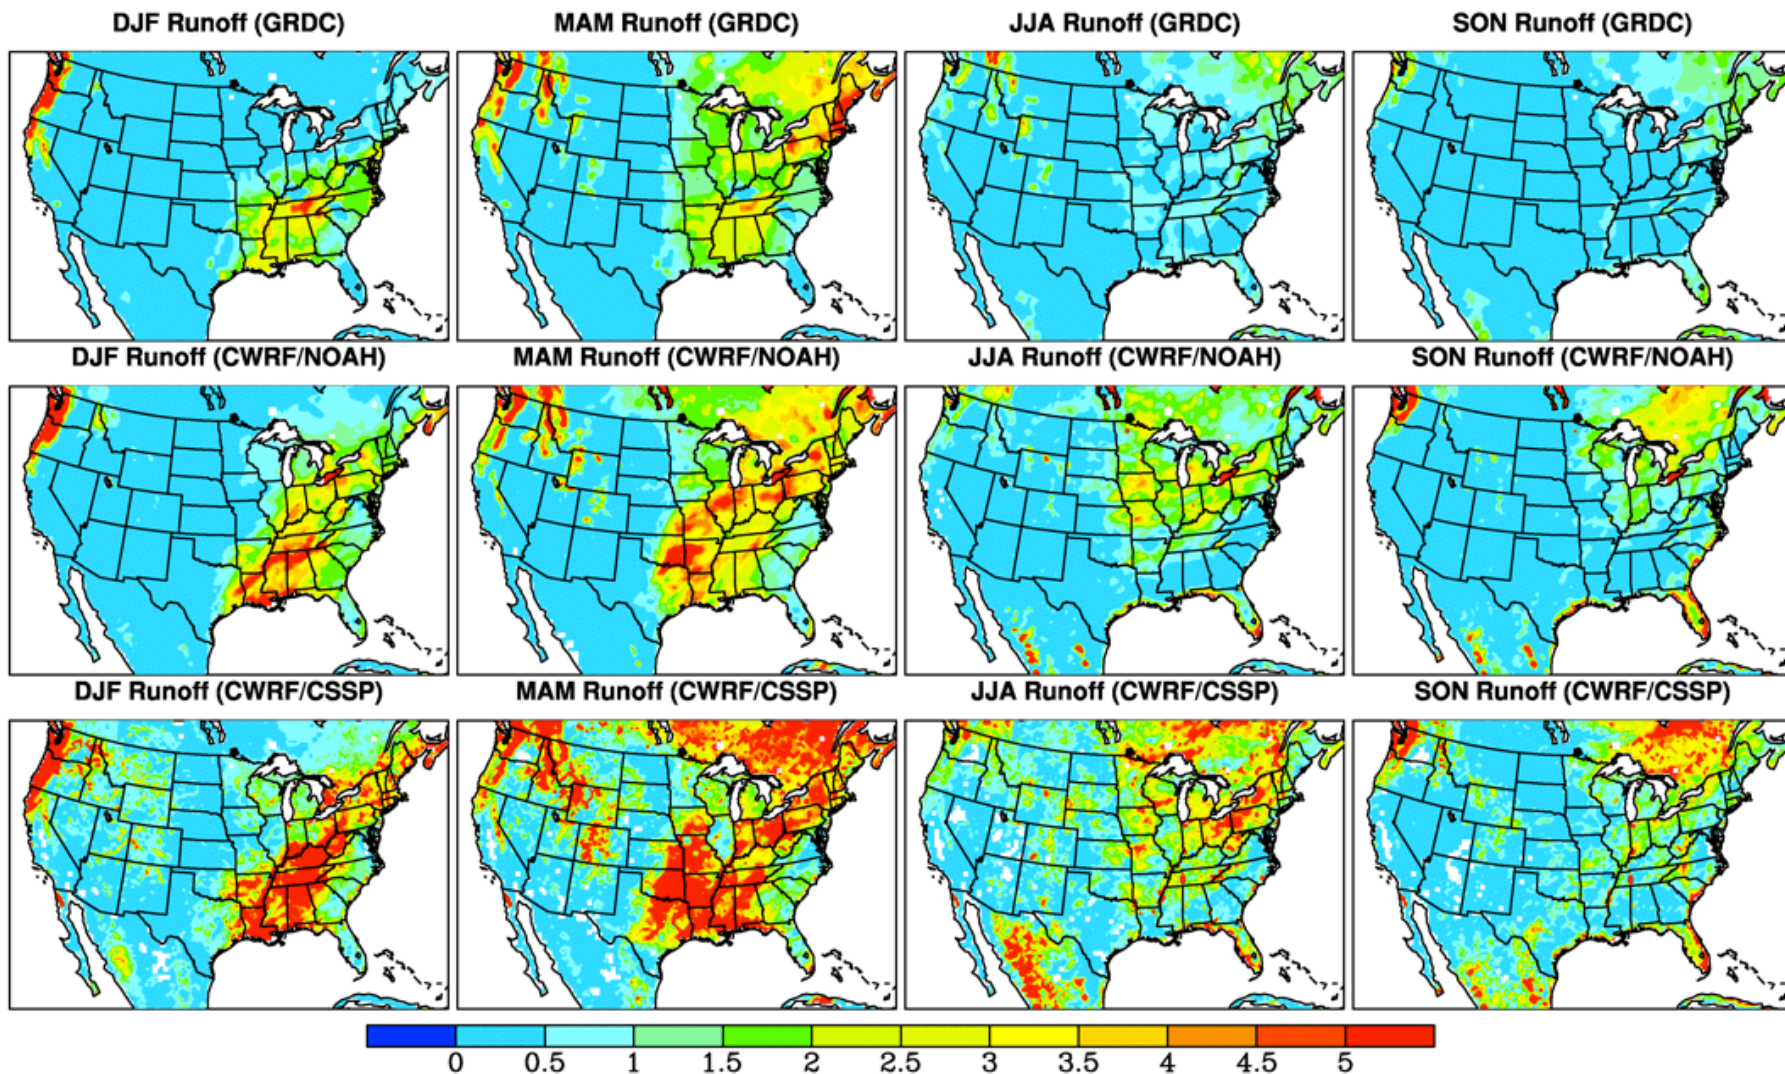 DJF Runoff (GRDC) MAM Runoff (GRDC) JJA Runoff (GRDC) SON Runoff (GRDC)
DJF Runoff (CWRF/NOAH) MAM Runoff (CWRF/NOAH) JJA Runoff (CWRF/NOAH) SON Runoff (CWRF/NOAH)
DJF Runoff (CWRF/CSSP) MAM Runoff (CWRF/CSSP) JJA Runoff (CWRF/CSSP) SON Runoff (CWRF/CSSP)
0 0.5 1 1.5 2 2.5 3 3.5 4 4.5 5